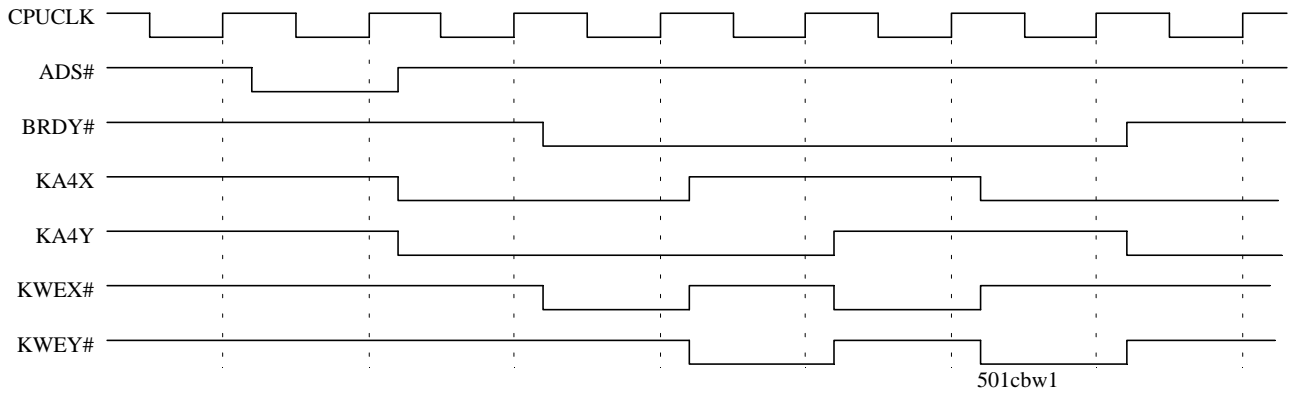 CPUCLK
ADS#
BRDY#
KA4X
KA4Y
KWEX#
KWEY#
501cbw1